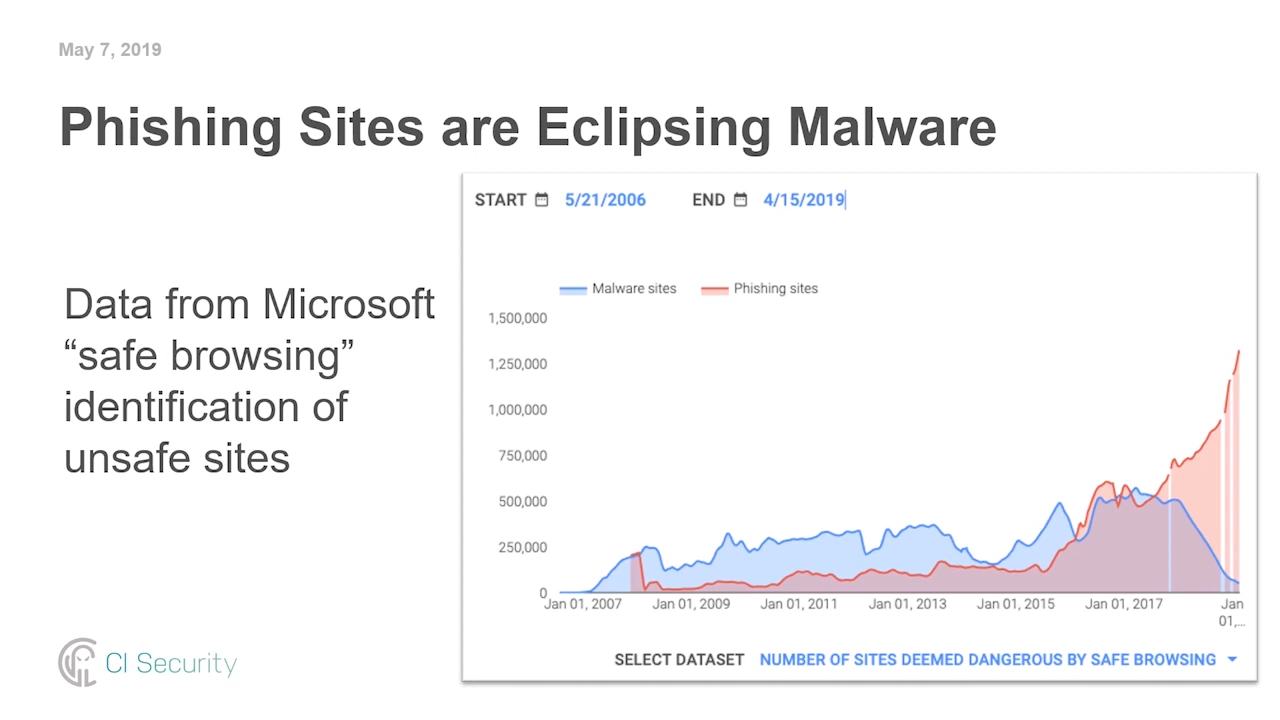 May 7, 2019
Phishing Sites are Eclipsing Malware
Data from Microsoft
“safe browsing”
identification of
unsafe sites
START 5/21/2006 END 4/15/2019
Malware sites Phishing sites
1,500,000
1,250,000
1,000,000
750,000
500,000
250,000
0
Jan 01, 2007 Jan 01, 2009 Jan 01, 2011 Jan 01, 2013 Jan 01, 2015 Jan 01, 2017 Jan
01,...
SELECT DATASET NUMBER OF SITES DEEMED DANGEROUS BY SAFE BROWSING
CI Security